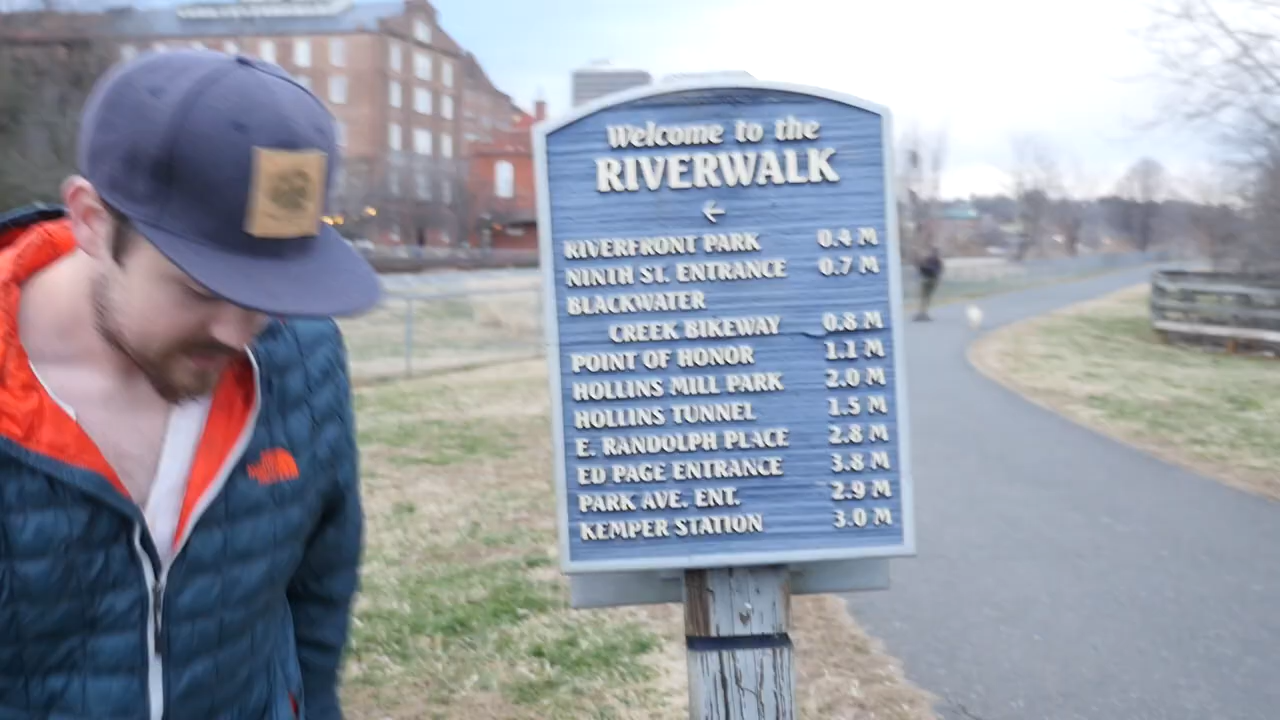 Welcome to the
RIVERWALK
←
RIVERFRONT PARK 0.4 M
NINTH ST. ENTRANCE 0.7 M
BLACKWATER
CREEK BIKEWAY 0.8 M
POINT OF HONOR 1.1 M
HOLLINS MILL PARK 2.0 M
HOLLINS TUNNEL 1.5 M
E. RANDOLPH PLACE 2.8 M
ED PAGE ENTRANCE 3.8 M
PARK AVE. ENT. 2.9 M
KEMPER STATION 3.0 M